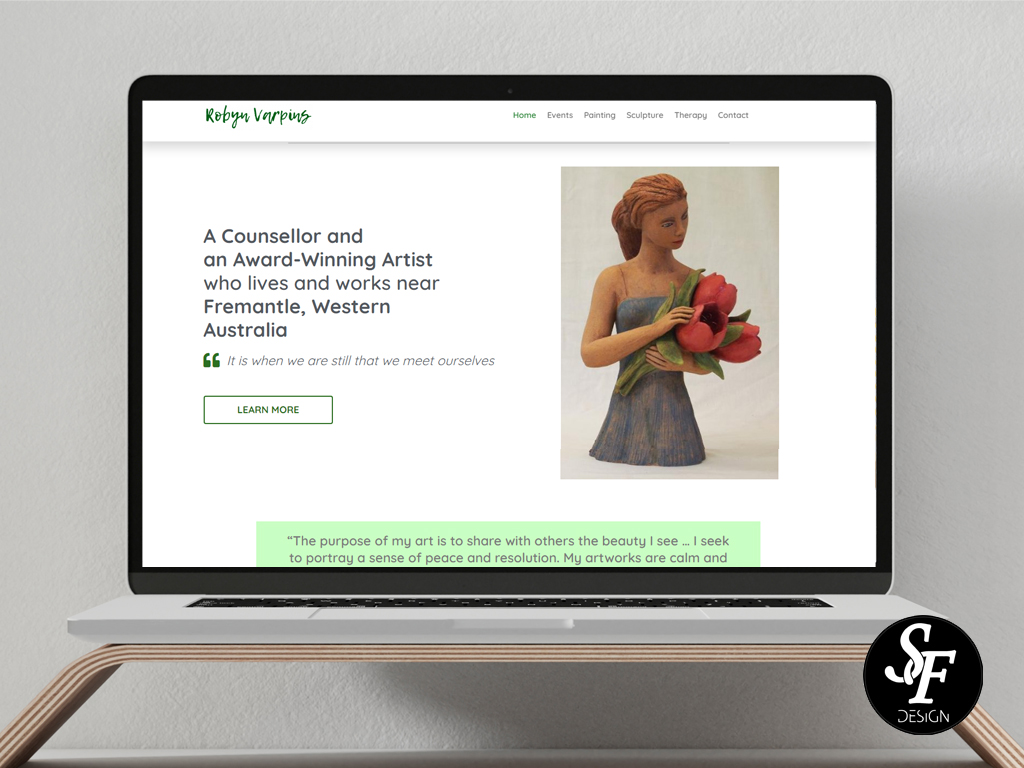 Robyn Varpins
Home Events Painting Sculpture Therapy Contact
A Counsellor and
an Award-Winning Artist
who lives and works near
Fremantle, Western
Australia
It is when we are still that we meet ourselves
LEARN MORE
“The purpose of my art is to share with others the beauty I see ... I seek
to portray a sense of peace and resolution. My artworks are calm and
SF
DESIGN